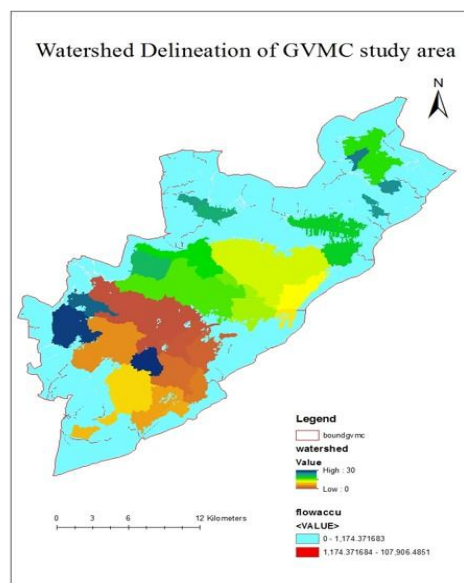 Watershed Delineation of GVMC study area
N
Legend
boundgvmc
watershed
Value
High : 30
Low : 0
flowaccu
<VALUE>
0 - 1,174.371683
1,174.371684 - 107,906.4851
0 3 6 12 Kilometers